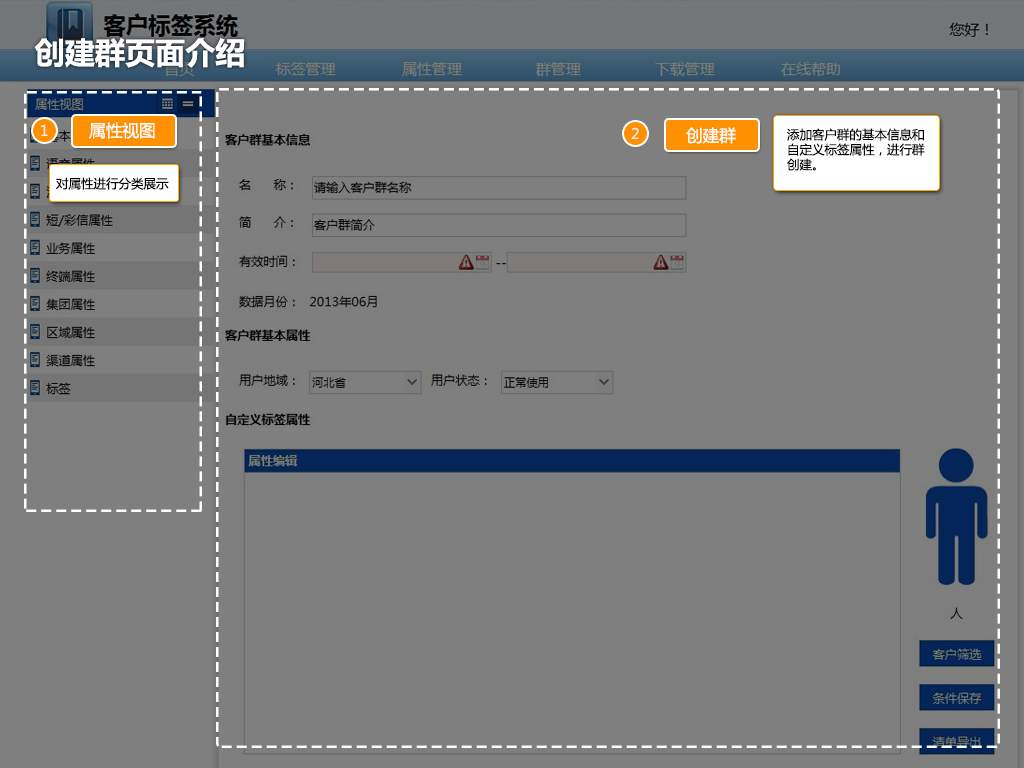 客户标签系统
您好！
创建群页面介绍
首页 标签管理 属性管理 群管理 下载管理 在线帮助
属性视图
1 属性视图
本
对属性进行分类展示
短/彩信属性
业务属性
终端属性
集团属性
区域属性
渠道属性
标签
2 创建群
添加客户群的基本信息和
自定义标签属性，进行群
创建。
客户群基本信息
名 称： 请输入客户群名称
简 介： 客户群简介
有效时间： --
数据月份： 2013年06月
客户群基本属性
用户地域： 河北省 用户状态： 正常使用
自定义标签属性
属性编辑
人
客户筛选
条件保存
清单导出